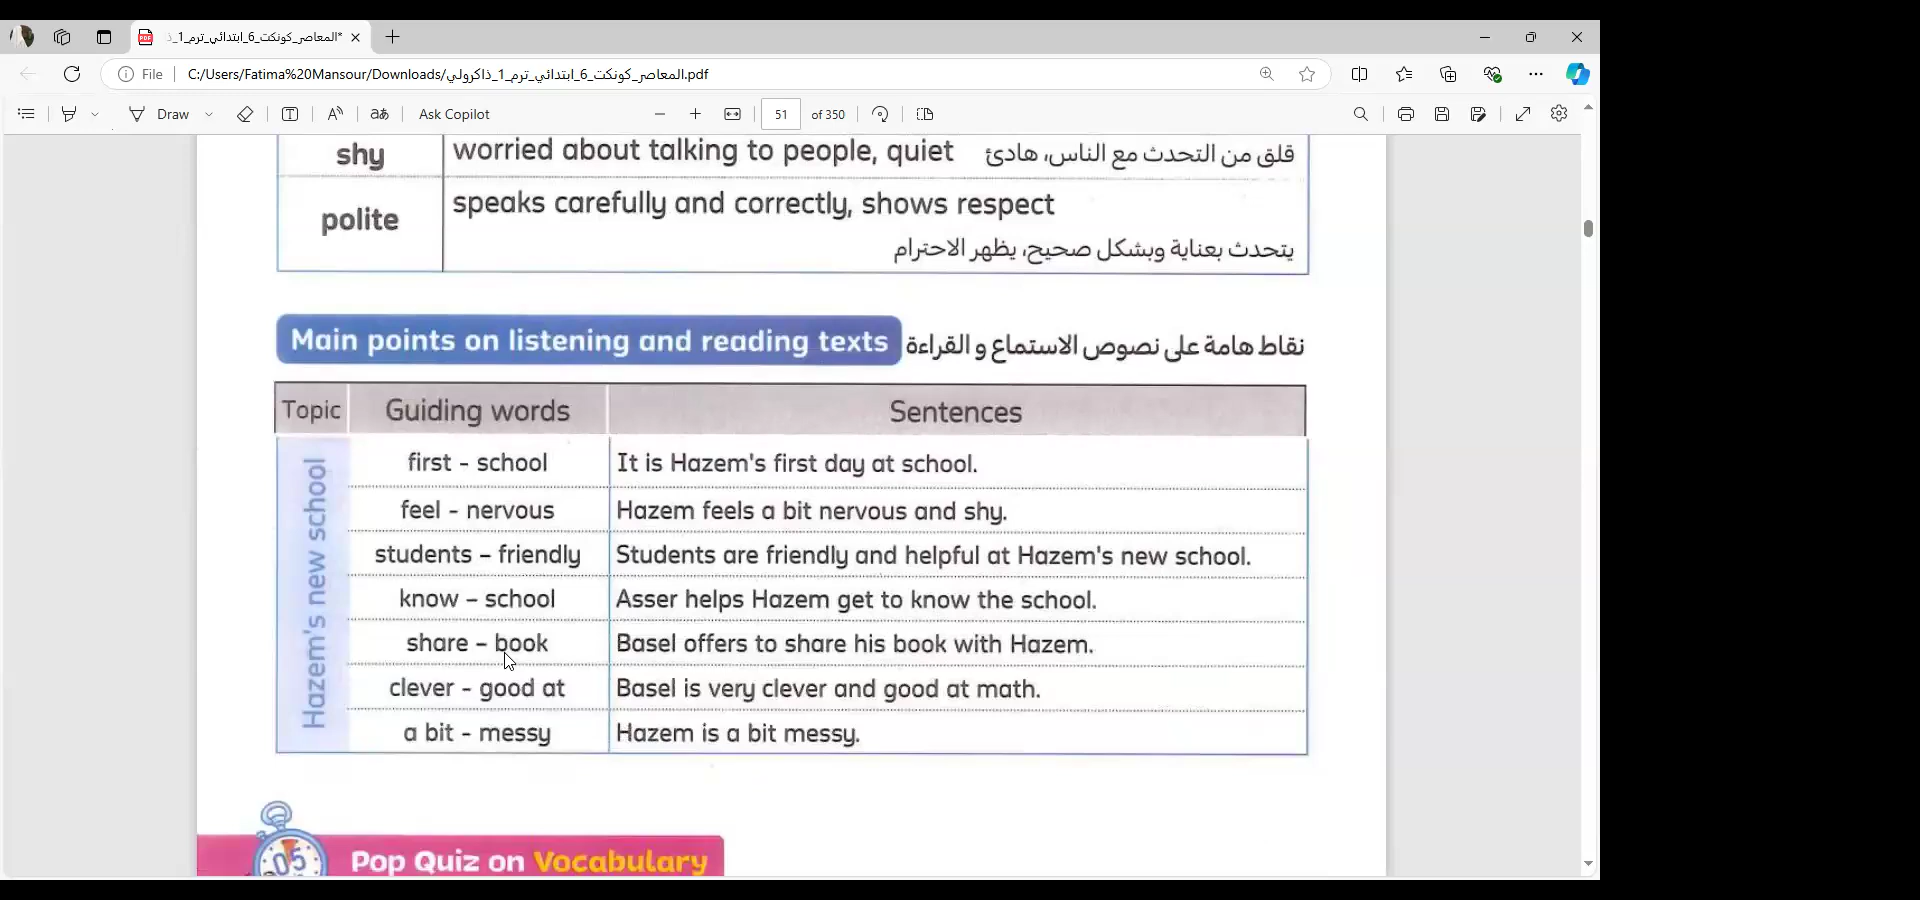 *المعاصر_كونكت_6_ابتدائي_ترم_1_ذ
File
C:/Users/Fatima%20Mansour/Downloads/المعاصر_كونكت_6_ابتدائي_ترم_1_ذاكرولي.pdf
Draw
Ask Copilot
51 of 350
shy
worried about talking to people, quiet قلق من التحدث مع الناس، هادئ
polite
speaks carefully and correctly, shows respect
يتحدث بعناية وبشكل صحيح، يظهر الاحترام
Main points on listening and reading texts نقاط هامة على نصوص الاستماع و القراءة
Topic Guiding words Sentences
Hazem's new school
first - school It is Hazem's first day at school.
feel - nervous Hazem feels a bit nervous and shy.
students – friendly Students are friendly and helpful at Hazem's new school.
know – school Asser helps Hazem get to know the school.
share – book Basel offers to share his book with Hazem.
clever - good at Basel is very clever and good at math.
a bit - messy Hazem is a bit messy.
05
Pop Quiz on Vocabulary